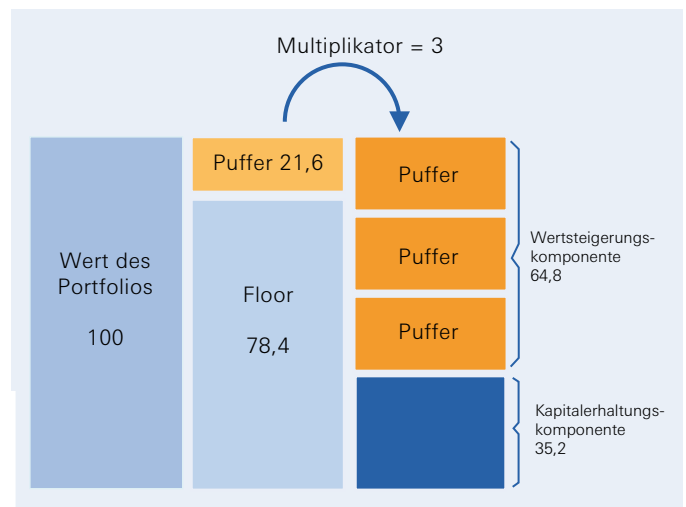 Multiplikator = 3
Wert des
Portfolios
100
Puffer 21,6
Floor
78,4
Puffer
Puffer
Puffer
Wertsteigerungs-
komponente
64,8
Kapitalerhaltungs-
komponente
35,2